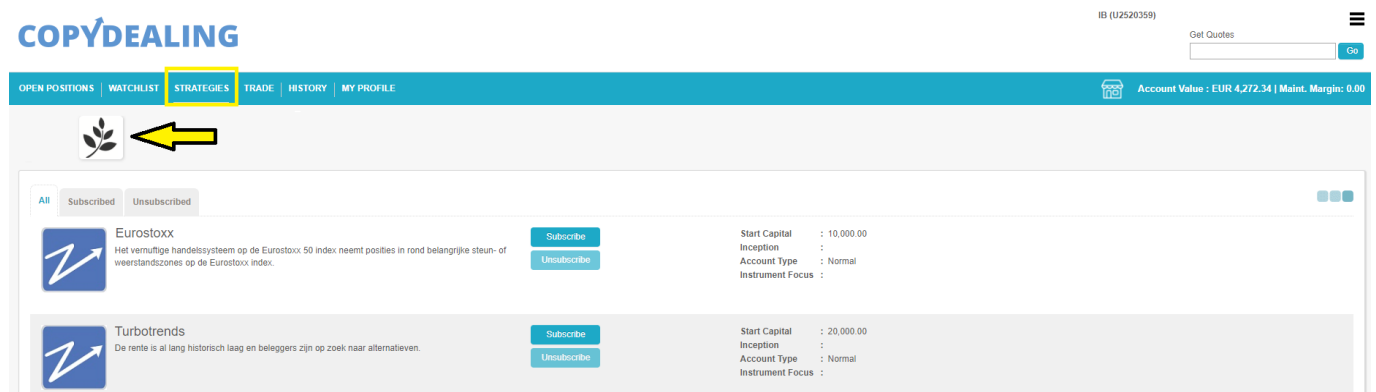 IB (U2520359)
COPYDEALING
Get Quotes
Go
OPEN POSITIONS WATCHLIST STRATEGIES TRADE HISTORY MY PROFILE
Account Value : EUR 4,272.34 | Maint. Margin: 0.00
All Subscribed Unsubscribed
Eurostoxx
Het vernuftige handelssysteem op de Eurostoxx 50 index neemt posities in rond belangrijke steun- of
weerstandszones op de Eurostoxx index.
Subscribe
Unsubscribe
Start Capital : 10,000.00
Inception :
Account Type : Normal
Instrument Focus :
Turbotrends
De rente is al lang historisch laag en beleggers zijn op zoek naar alternatieven.
Subscribe
Unsubscribe
Start Capital : 20,000.00
Inception :
Account Type : Normal
Instrument Focus :